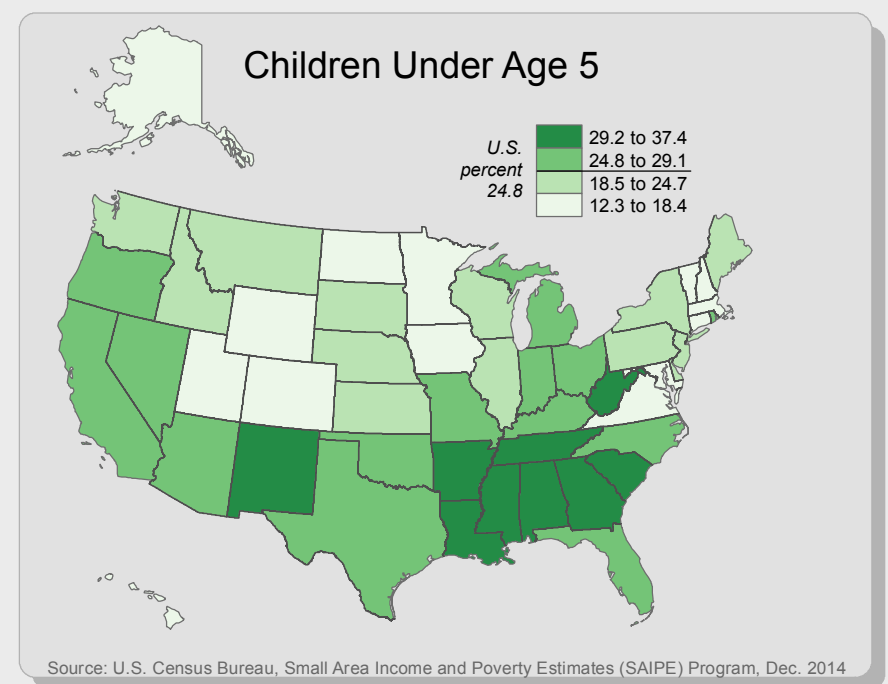 Children Under Age 5
U.S.
percent
24.8
29.2 to 37.4
24.8 to 29.1
18.5 to 24.7
12.3 to 18.4
Source: U.S. Census Bureau, Small Area Income and Poverty Estimates (SAIPE) Program, Dec. 2014